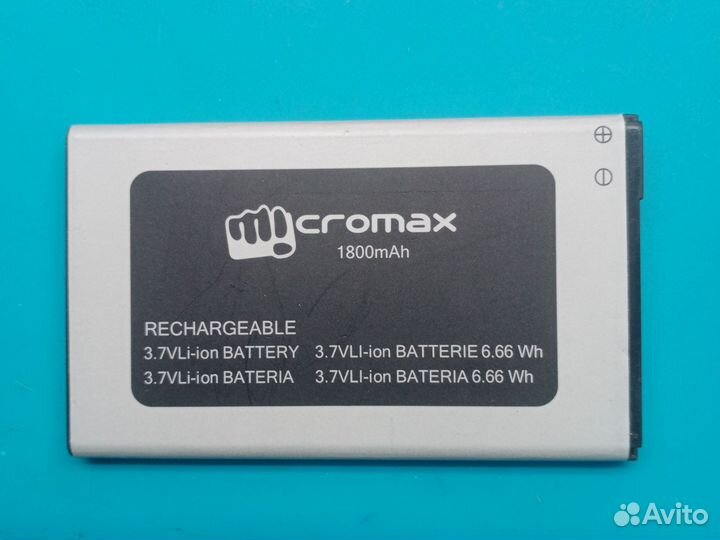 micromax
1800mAh
RECHARGEABLE
3.7VLi-ion BATTERY 3.7VLI-ion BATTERIE 6.66 Wh
3.7VLi-ion BATERIA 3.7VLI-ion BATERIA 6.66 Wh
Avito